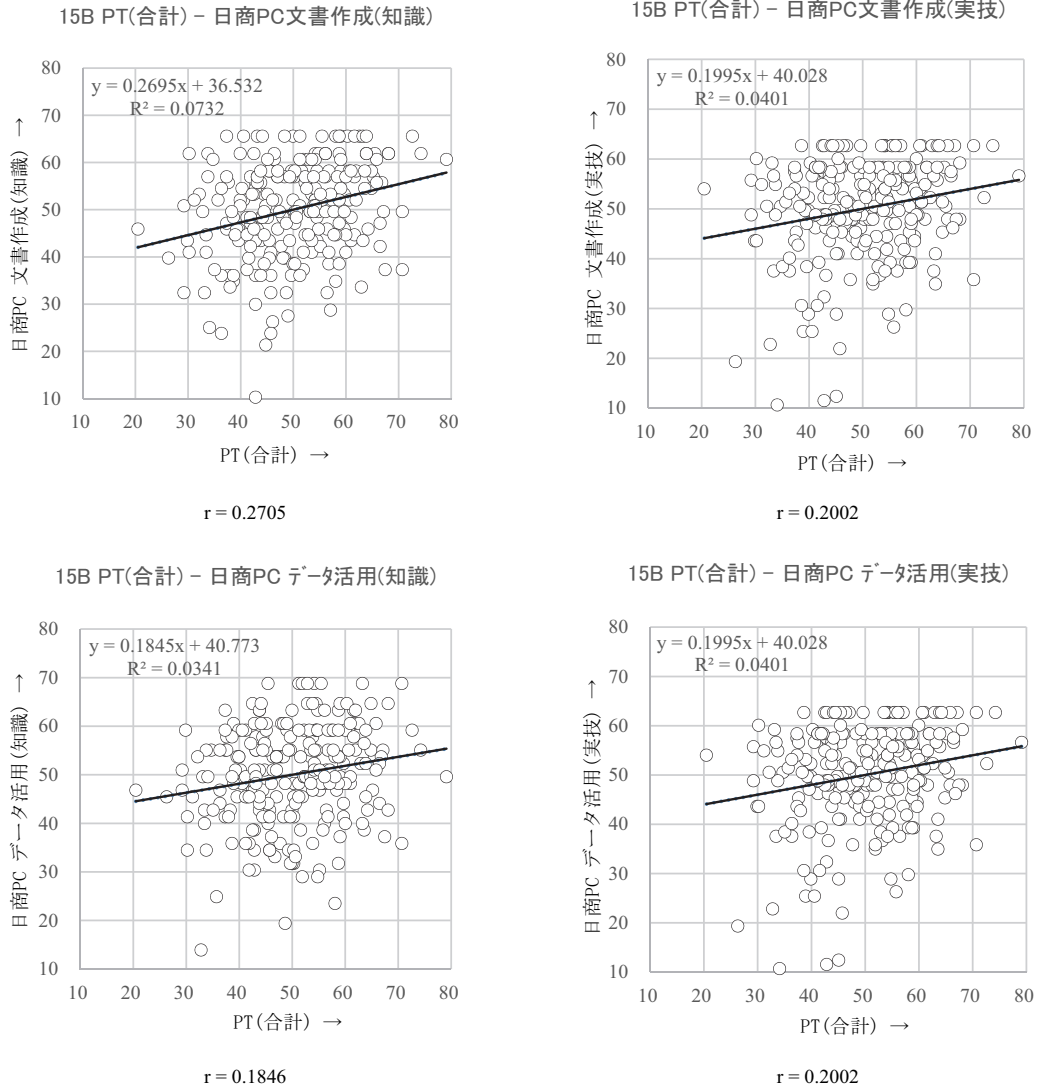 15B PT(合計) – 日商PC文書作成(知識)
y = 0.2695x + 36.532
R² = 0.0732
日商PC 文書作成(知識) →
80
70
60
50
40
30
20
10
10 20 30 40 50 60 70 80
PT(合計) →
r = 0.2705
15B PT(合計) – 日商PC文書作成(実技)
y = 0.1995x + 40.028
R² = 0.0401
日商PC 文書作成(実技) →
80
70
60
50
40
30
20
10
10 20 30 40 50 60 70 80
PT(合計) →
r = 0.2002
15B PT(合計) – 日商PC ﾃﾞｰﾀ活用(知識)
y = 0.1845x + 40.773
R² = 0.0341
日商PC データ活用(知識) →
80
70
60
50
40
30
20
10
10 20 30 40 50 60 70 80
PT(合計) →
r = 0.1846
15B PT(合計) – 日商PC ﾃﾞｰﾀ活用(実技)
y = 0.1995x + 40.028
R² = 0.0401
日商PC データ活用(実技) →
80
70
60
50
40
30
20
10
10 20 30 40 50 60 70 80
PT(合計) →
r = 0.2002